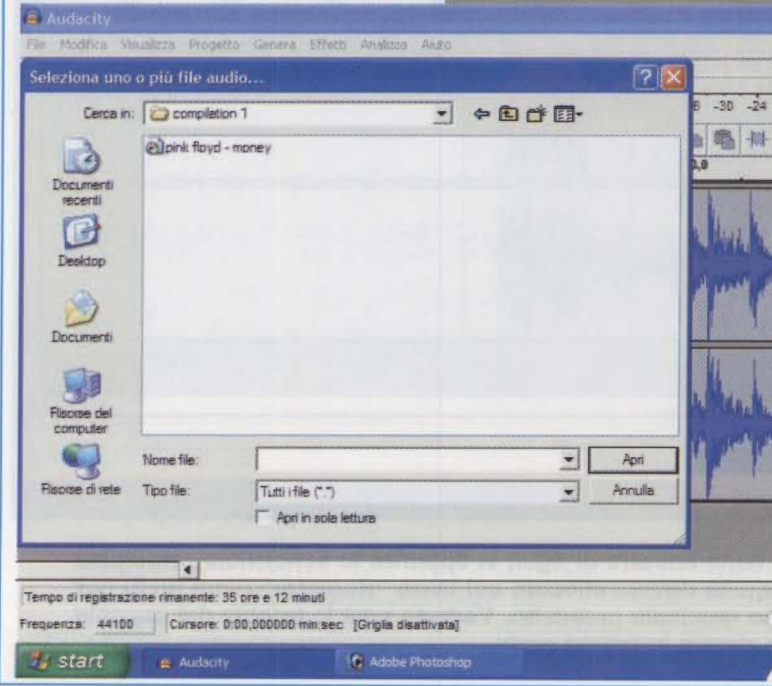 Audacity
File Modifica Visualizza Progetto Genera Effetti Analizza Aiuto
Seleziona uno o più file audio...
Cerca in: compilation 1
-30 -24
pink floyd - money
Documenti recenti
Desktop
Documenti
Risorse del computer
Risorse di rete
Nome file:
Apri
Tipo file: Tutti i file (*.*)
Annulla
Apri in sola lettura
Tempo di registrazione rimanente: 35 ore e 12 minuti
Frequenza: 44100 Cursore: 0:00,000000 min:sec [Griglia disattivata]
start Audacity Adobe Photoshop